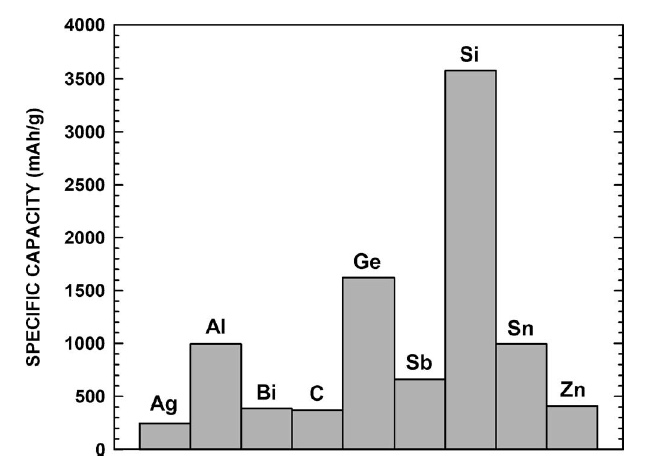 SPECIFIC CAPACITY (mAh/g)
4000
3500
3000
2500
2000
1500
1000
500
0
Ag
Al
Bi
C
Ge
Sb
Si
Sn
Zn